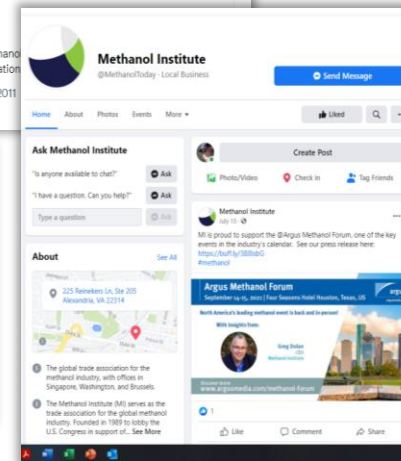 2011
Methanol Institute
@MethanolToday · Local Business
Send Message
Home About Photos Events More
Liked
Ask Methanol Institute
"Is anyone available to chat?"
Ask
"I have a question. Can you help?"
Ask
Type a question
Ask
About
See All
225 Reinekers Ln, Ste 205
Alexandria, VA 22314
The global trade association for the
methanol industry, with offices in
Singapore, Washington, and Brussels.
The Methanol Institute (MI) serves as the
trade association for the global methanol
industry. Founded in 1989 to lobby the
U.S. Congress in support of... See More
Create Post
Photo/Video Check in Tag Friends
Methanol Institute
MI is proud to support the @Argus Methanol Forum, one of the key
events in the industry's calendar. See our press release here:
#methanol
Argus Methanol Forum
September 14-15, 2021 | Four Seasons Hotel Houston, Texas, US
North America's leading methanol event is back and in-person!
With insights from:
Greg Dolan
CEO
Methanol Institute
www.argusmedia.com/methanol-forum
1
Like Comment Share